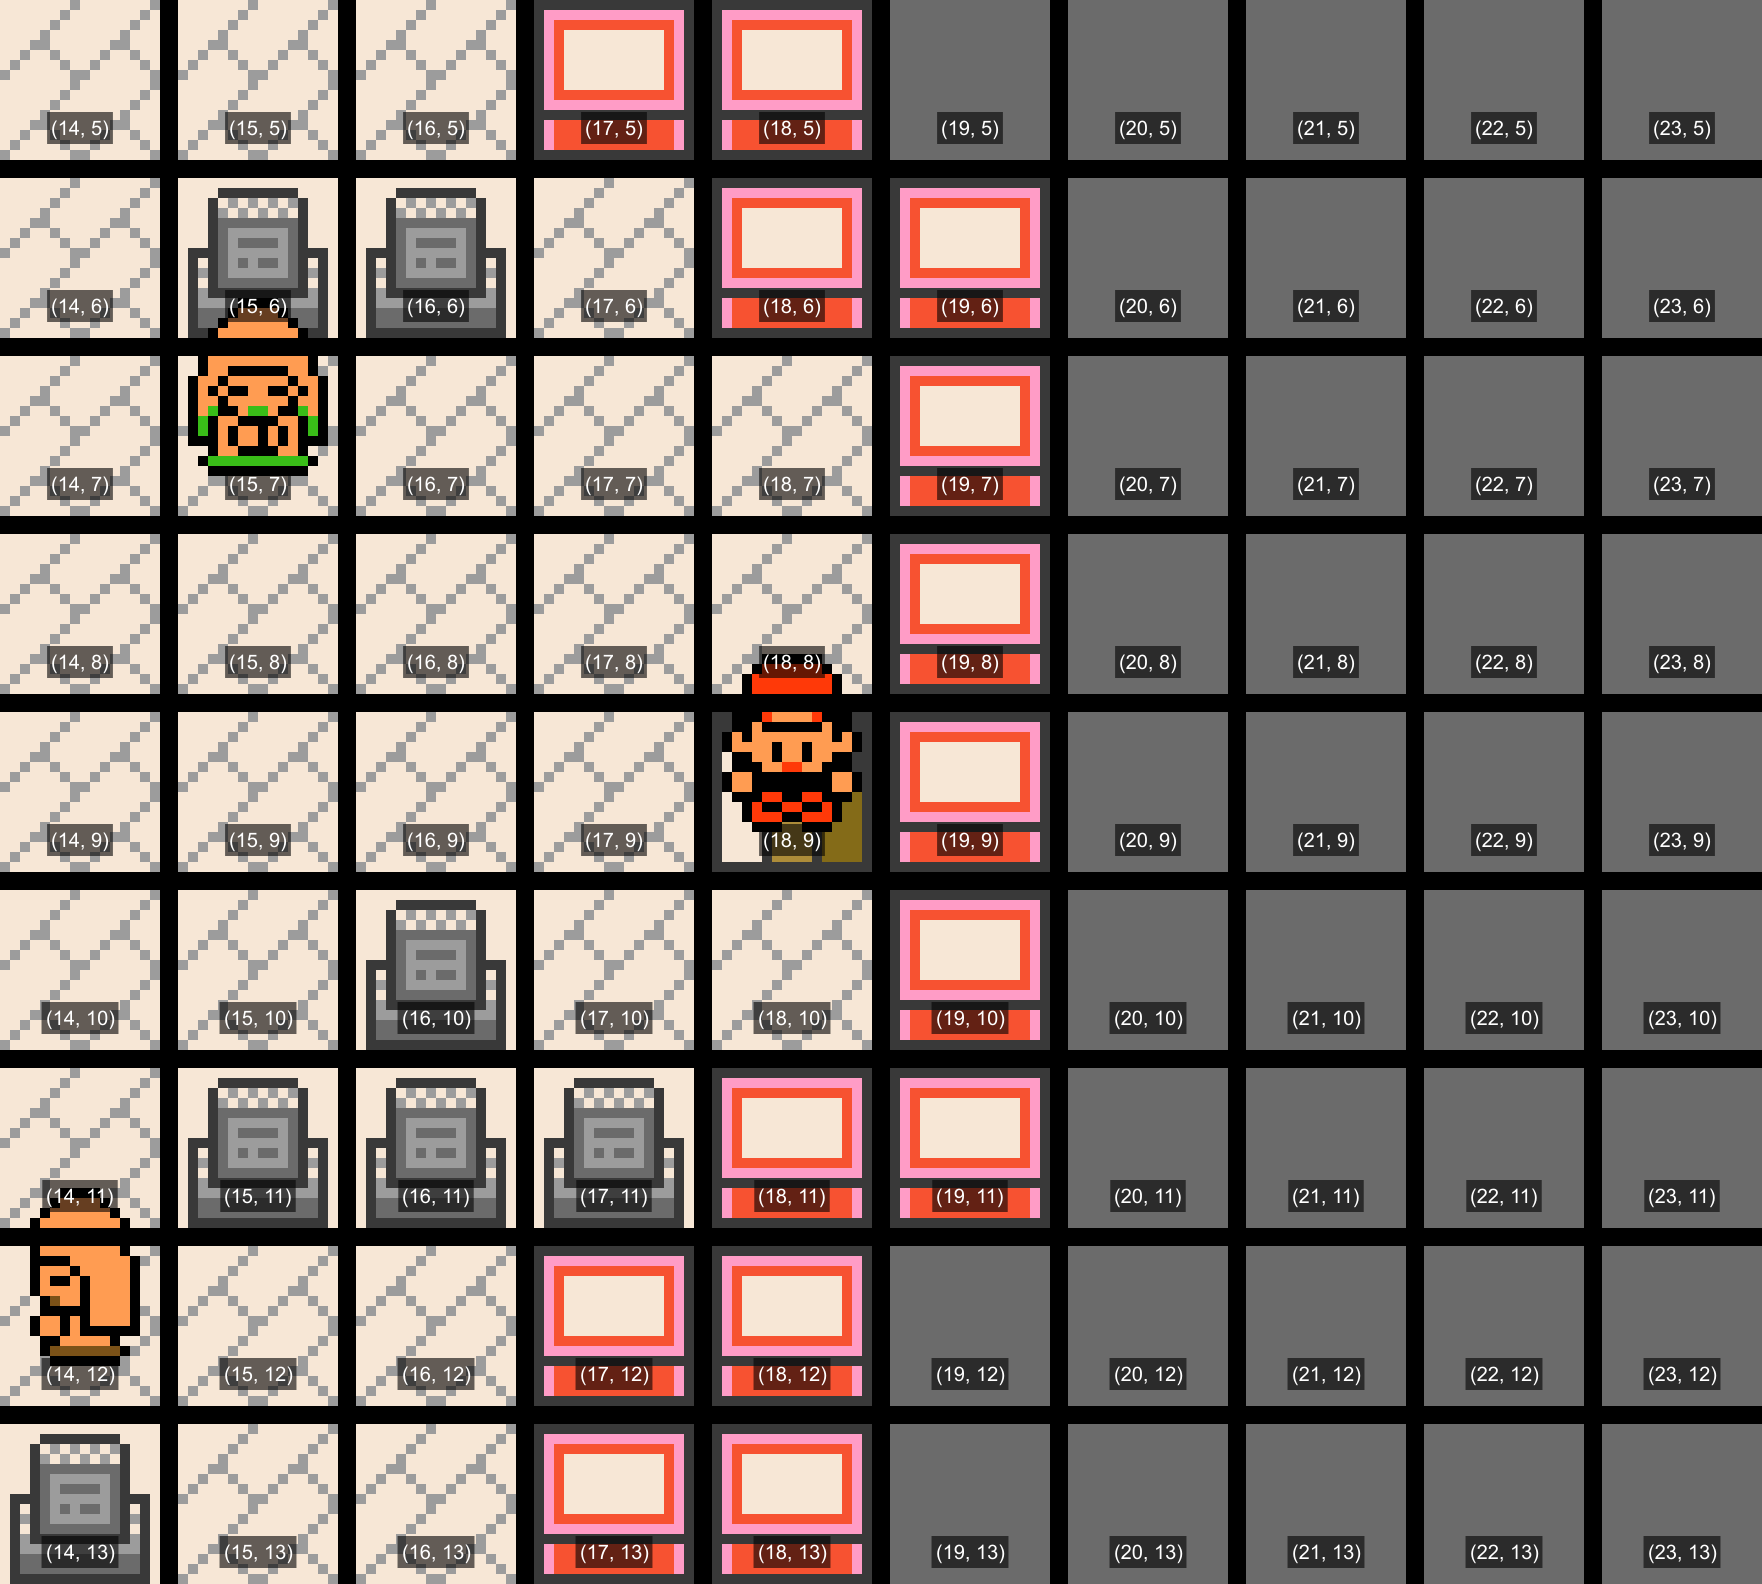 (14, 5) (15, 5) (16, 5) (17, 5) (18, 5) (19, 5) (20, 5) (21, 5) (22, 5) (23, 5)
(14, 6) (15, 6) (16, 6) (17, 6) (18, 6) (19, 6) (20, 6) (21, 6) (22, 6) (23, 6)
(14, 7) (15, 7) (16, 7) (17, 7) (18, 7) (19, 7) (20, 7) (21, 7) (22, 7) (23, 7)
(14, 8) (15, 8) (16, 8) (17, 8) (18, 8) (19, 8) (20, 8) (21, 8) (22, 8) (23, 8)
(14, 9) (15, 9) (16, 9) (17, 9) (18, 9) (19, 9) (20, 9) (21, 9) (22, 9) (23, 9)
(14, 10) (15, 10) (16, 10) (17, 10) (18, 10) (19, 10) (20, 10) (21, 10) (22, 10) (23, 10)
(14, 11) (15, 11) (16, 11) (17, 11) (18, 11) (19, 11) (20, 11) (21, 11) (22, 11) (23, 11)
(14, 12) (15, 12) (16, 12) (17, 12) (18, 12) (19, 12) (20, 12) (21, 12) (22, 12) (23, 12)
(14, 13) (15, 13) (16, 13) (17, 13) (18, 13) (19, 13) (20, 13) (21, 13) (22, 13) (23, 13)